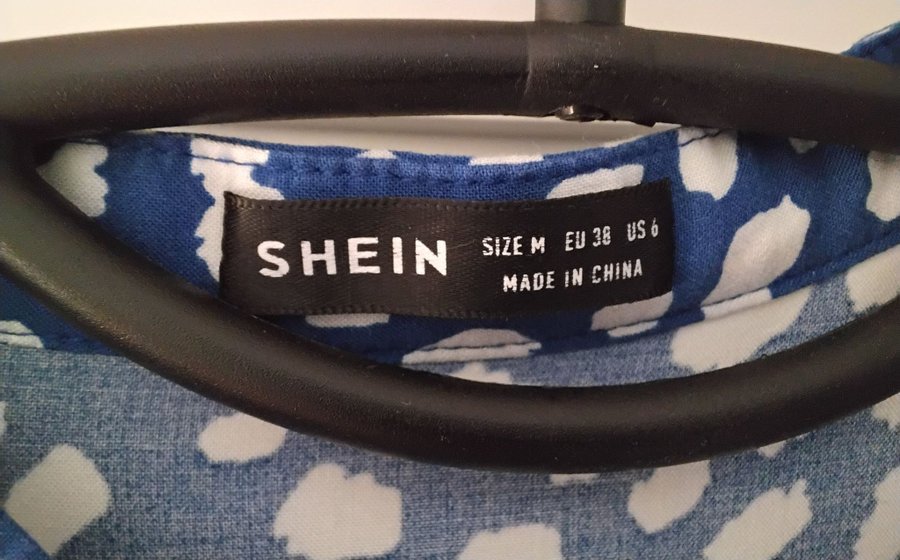 SHEIN
SIZE M EU 38 US 6
MADE IN CHINA